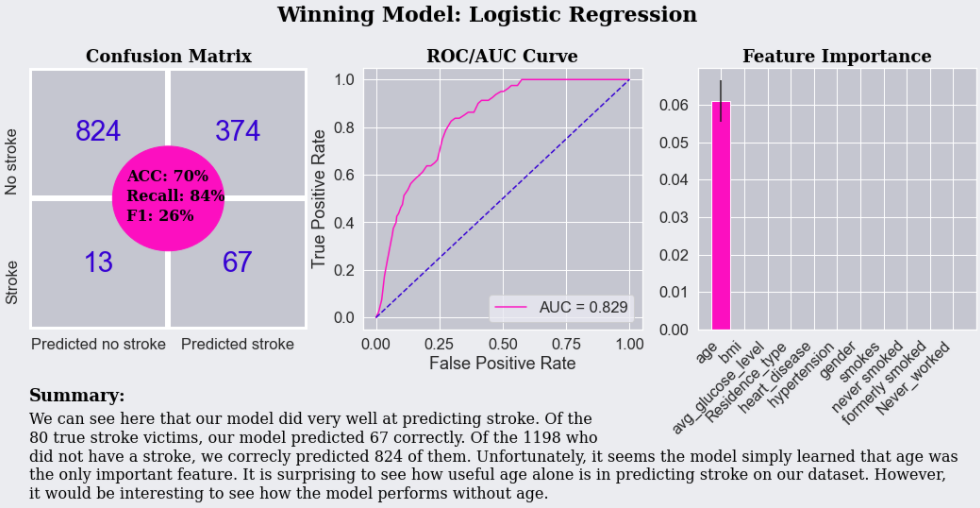 Winning Model: Logistic Regression
Confusion Matrix
No stroke
Stroke
824
374
ACC: 70%
Recall: 84%
F1: 26%
13
67
Predicted no stroke
Predicted stroke
ROC/AUC Curve
True Positive Rate
1.0
0.8
0.6
0.4
0.2
0.0
AUC = 0.829
0.00
0.25
0.50
0.75
1.00
False Positive Rate
Feature Importance
0.06
0.05
0.04
0.03
0.02
0.01
0.00
age
bmi
avg_glucose_level
Residence_type
heart_disease
hypertension
gender
smokes
never smoked
formerly smoked
Never_worked
Summary:
We can see here that our model did very well at predicting stroke. Of the
80 true stroke victims, our model predicted 67 correctly. Of the 1198 who
did not have a stroke, we correcly predicted 824 of them. Unfortunately, it seems the model simply learned that age was
the only important feature. It is surprising to see how useful age alone is in predicting stroke on our dataset. However,
it would be interesting to see how the model performs without age.